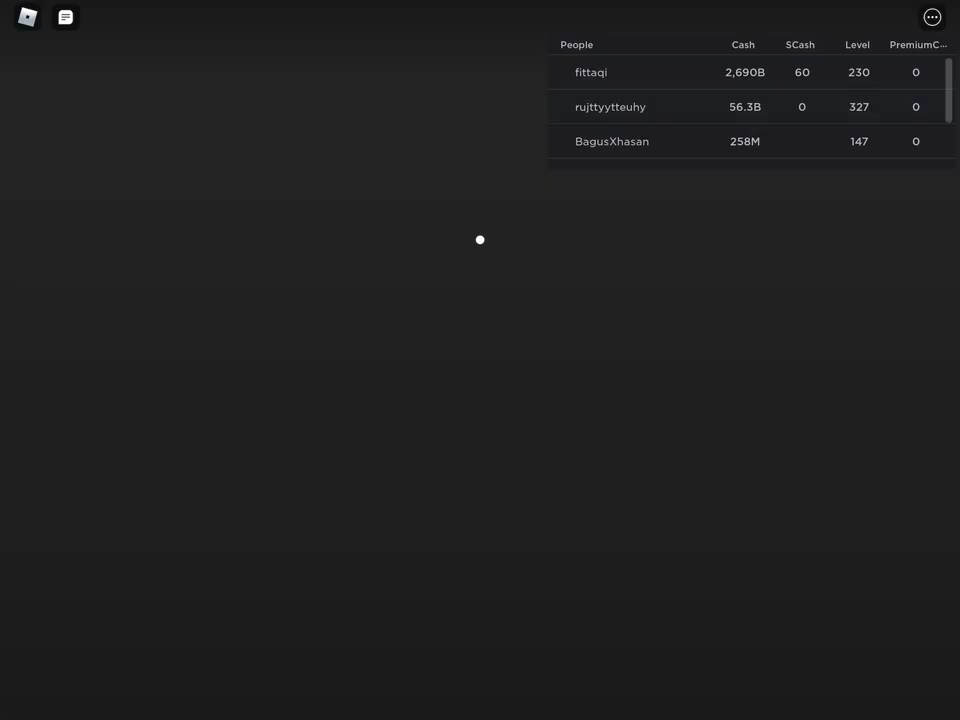 People Cash SCash Level PremiumC...
fittaqi 2,690B 60 230 0
rujttyytteuhy 56.3B 0 327 0
BagusXhasan 258M 147 0